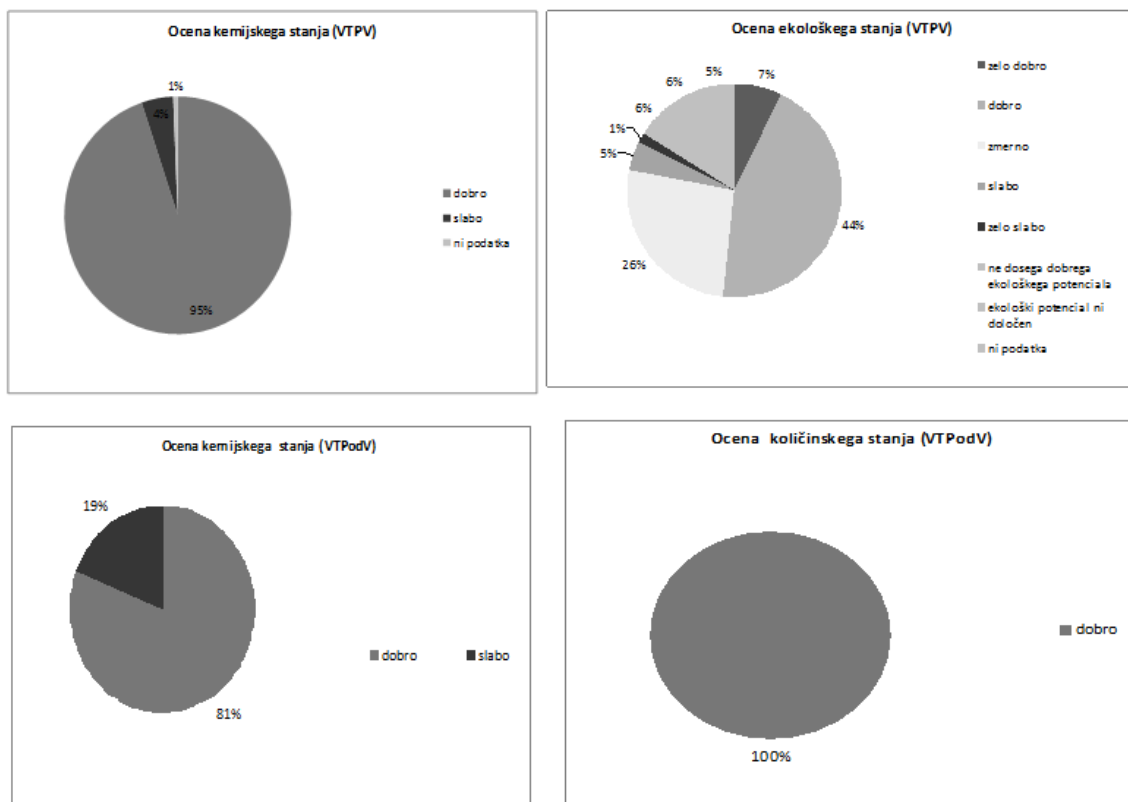 Ocena kemijskega stanja (VTPV)
1%
4%
95%
dobro
slabo
ni podatka
Ocena ekološkega stanja (VTPV)
5%
7%
6%
6%
1%
5%
44%
26%
zelo dobro
dobro
zmerno
slabo
zelo slabo
ne dosega dobrega
ekološkega potenciala
ekološki potencial ni
določen
ni podatka
Ocena kemijskega stanja (VTPodV)
19%
81%
dobro
slabo
Ocena količinskega stanja (VTPodV)
100%
dobro